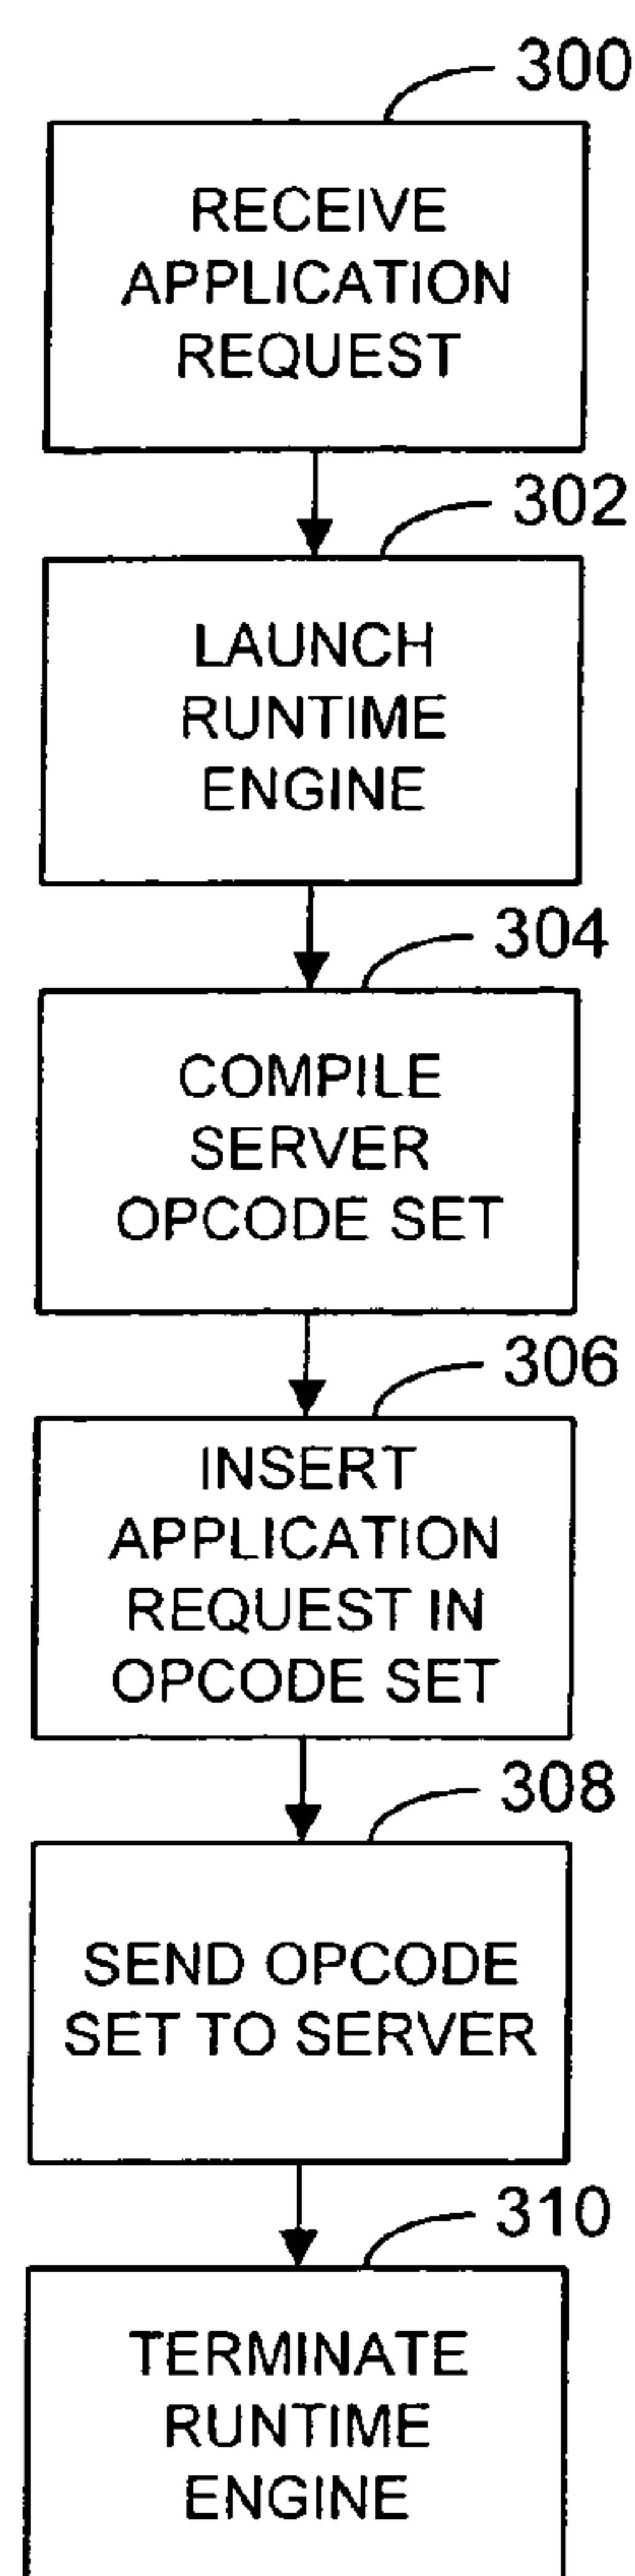 300
RECEIVE
APPLICATION
REQUEST
302
LAUNCH
RUNTIME
ENGINE
304
COMPILE
SERVER
OPCODE SET
306
INSERT
APPLICATION
REQUEST IN
OPCODE SET
308
SEND OPCODE
SET TO SERVER
310
TERMINATE
RUNTIME
ENGINE